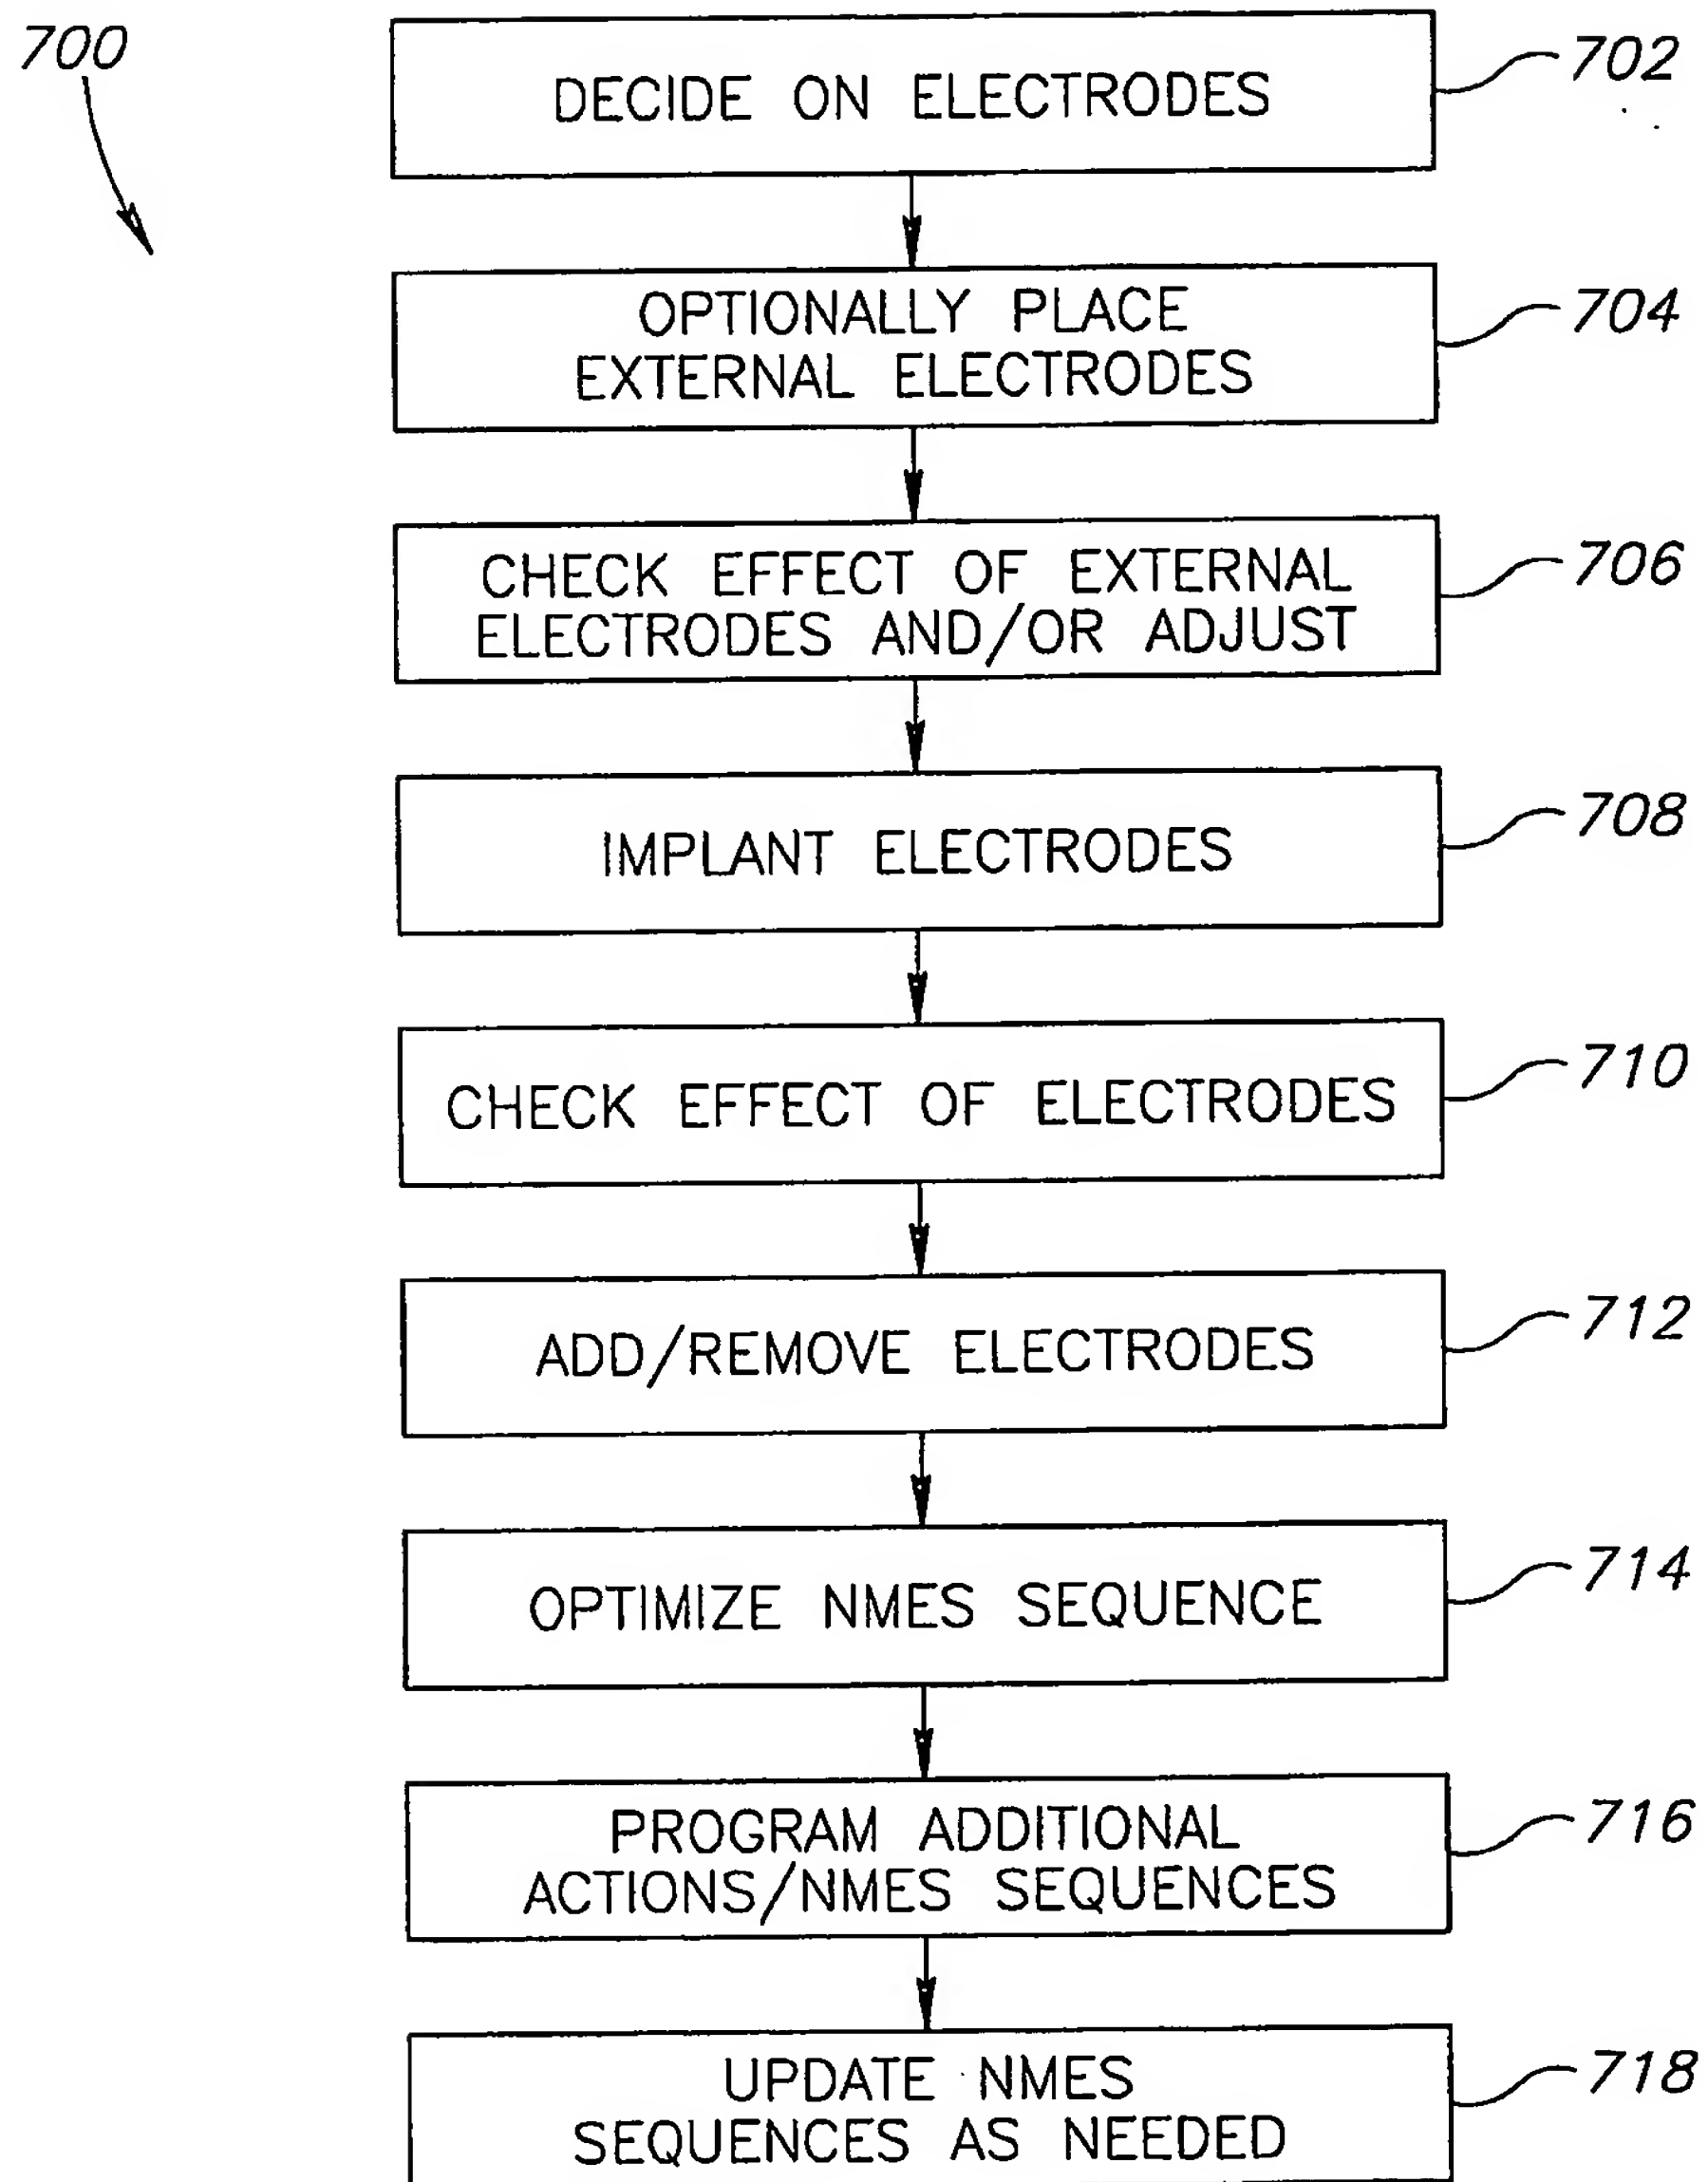 700
DECIDE ON ELECTRODES
702
OPTIONALLY PLACE
EXTERNAL ELECTRODES
704
CHECK EFFECT OF EXTERNAL
ELECTRODES AND/OR ADJUST
706
IMPLANT ELECTRODES
708
CHECK EFFECT OF ELECTRODES
710
ADD/REMOVE ELECTRODES
712
OPTIMIZE NMES SEQUENCE
714
PROGRAM ADDITIONAL
ACTIONS/NMES SEQUENCES
716
UPDATE NMES
SEQUENCES AS NEEDED
718